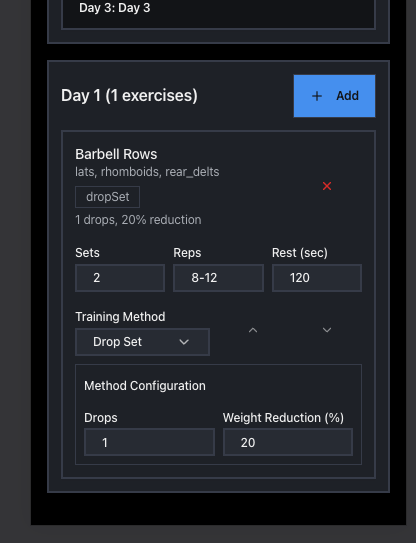 Day 3: Day 3
Day 1 (1 exercises)
+ Add
Barbell Rows
lats, rhomboids, rear_delts
dropSet
1 drops, 20% reduction
Sets Reps Rest (sec)
2 8-12 120
Training Method
Drop Set
Method Configuration
Drops Weight Reduction (%)
1 20